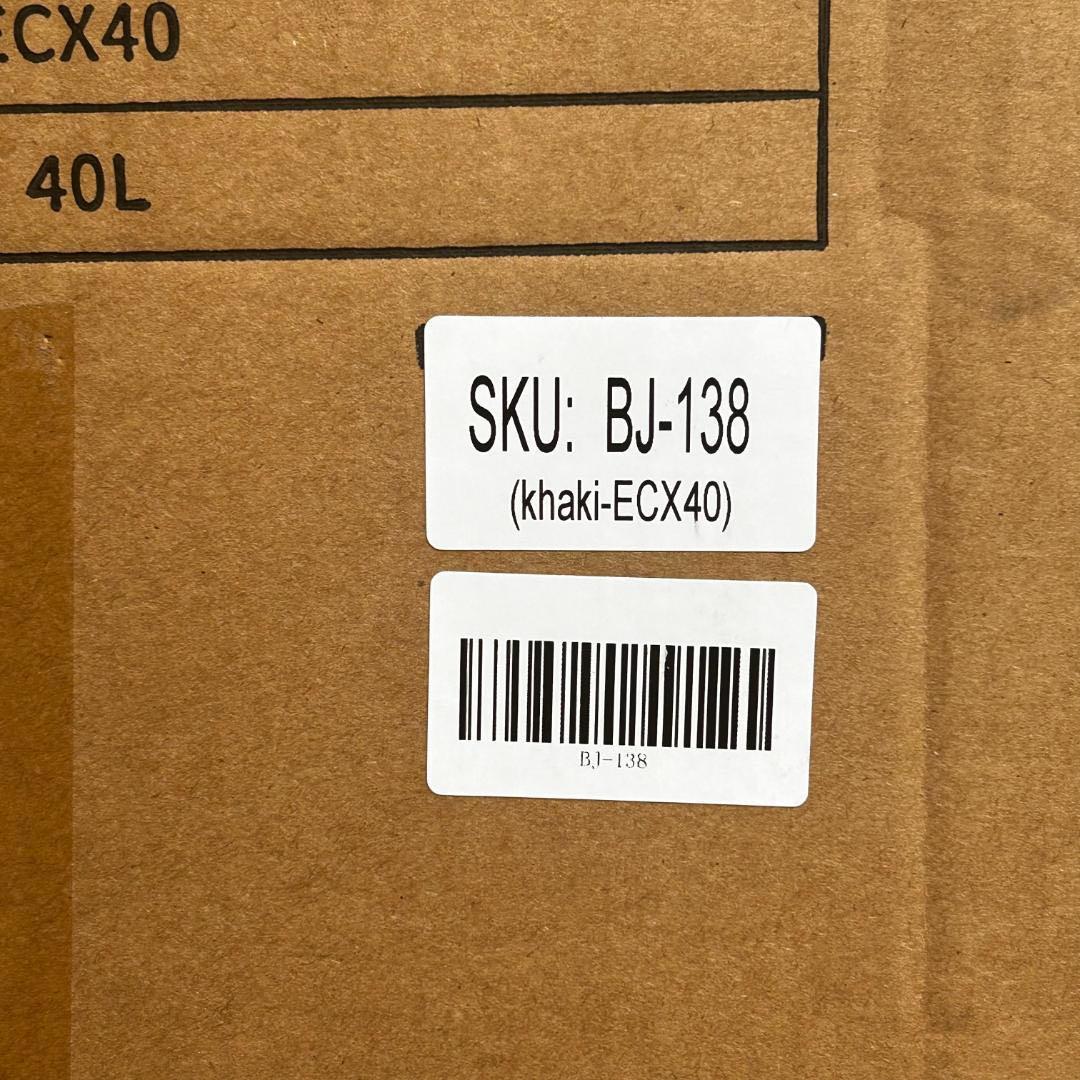 ECX40
40L
SKU: BJ-138
(khaki-ECX40)
BJ-138